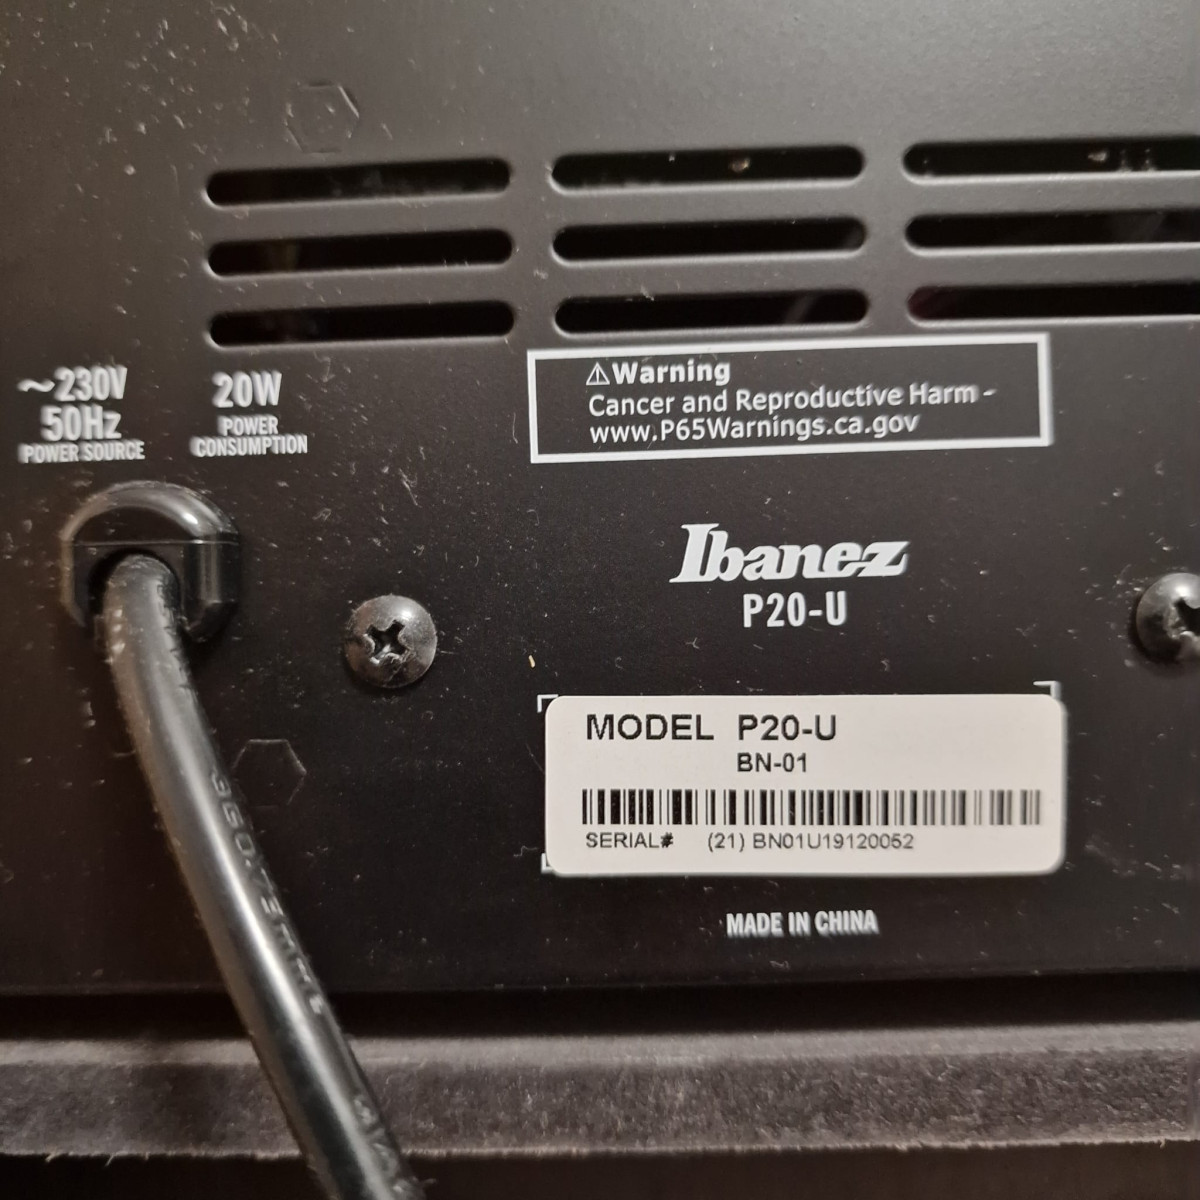 ~230V
50Hz
POWER SOURCE
20W
POWER
CONSUMPTION
⚠Warning
Cancer and Reproductive Harm -
www.P65Warnings.ca.gov
Ibanez
P20-U
MODEL P20-U
BN-01
SERIAL# (21) BN01U19120052
MADE IN CHINA